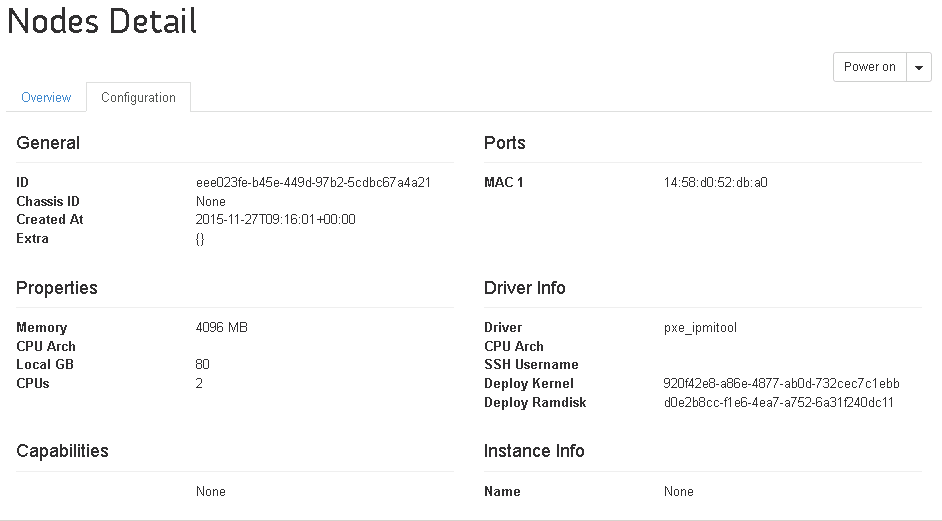 Nodes Detail
Power on
Overview Configuration
General
ID eee023fe-b45e-449d-97b2-5cdbc67a4a21
Chassis ID None
Created At 2015-11-27T09:16:01+00:00
Extra {}
Ports
MAC 1 14:58:d0:52:db:a0
Properties
Memory 4096 MB
CPU Arch
Local GB 80
CPUs 2
Driver Info
Driver pxe_ipmitool
CPU Arch
SSH Username
Deploy Kernel 920f42e8-a86e-4877-ab0d-732cec7c1ebb
Deploy Ramdisk d0e2b8cc-f1e6-4ea7-a752-6a31f240dc11
Capabilities
None
Instance Info
Name None